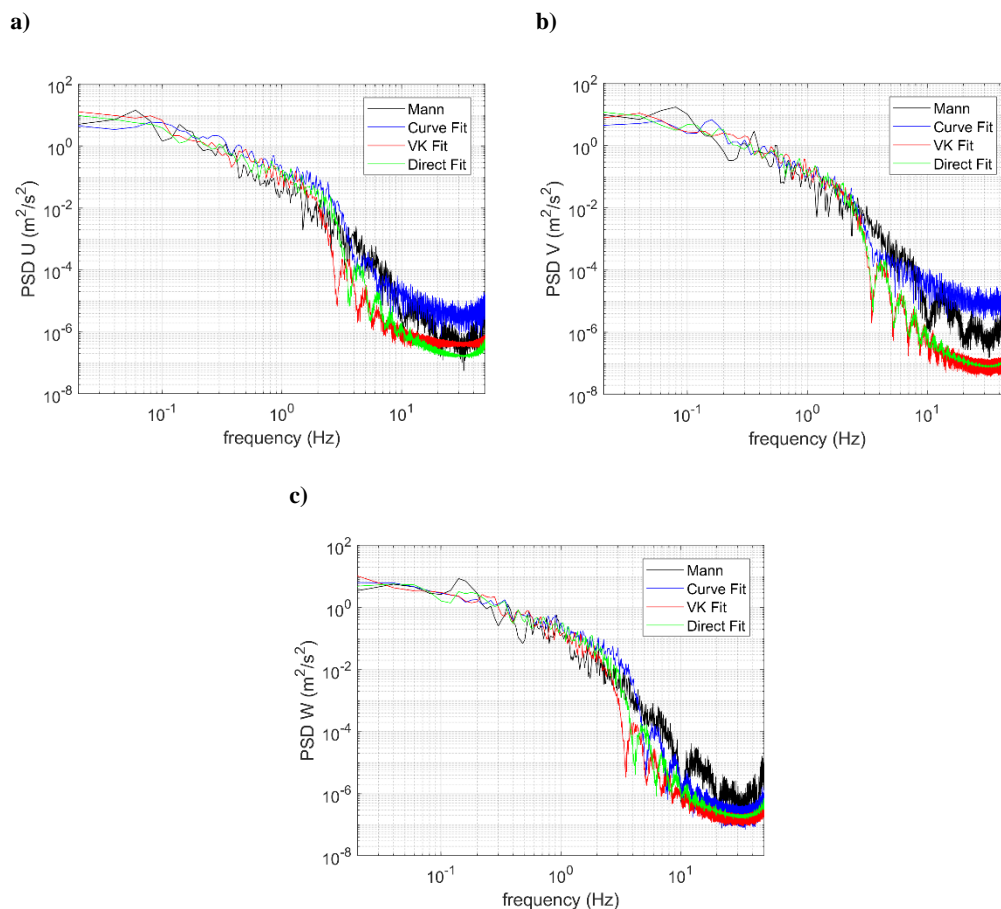 a)
b)
10^2
10^0
10^-2
10^-4
10^-6
10^-8
PSD U (m^2/s^2)
10^-1
10^0
10^1
frequency (Hz)
Mann
Curve Fit
VK Fit
Direct Fit
10^2
10^0
10^-2
10^-4
10^-6
10^-8
PSD V (m^2/s^2)
10^-1
10^0
10^1
frequency (Hz)
Mann
Curve Fit
VK Fit
Direct Fit
c)
10^2
10^0
10^-2
10^-4
10^-6
10^-8
PSD W (m^2/s^2)
10^-1
10^0
10^1
frequency (Hz)
Mann
Curve Fit
VK Fit
Direct Fit